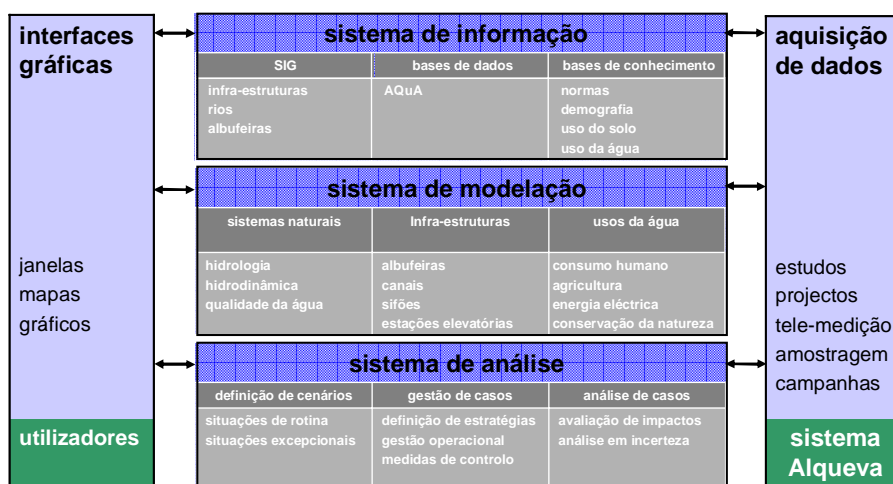 interfaces
gráficas
janelas
mapas
gráficos
utilizadores
sistema de informação
SIG
bases de dados
bases de conhecimento
infra-estruturas
rios
albufeiras
AQuA
normas
demografia
uso do solo
uso da água
sistema de modelação
sistemas naturais
Infra-estruturas
usos da água
hidrologia
hidrodinâmica
qualidade da água
albufeiras
canais
sifões
estações elevatórias
consumo humano
agricultura
energia eléctrica
conservação da natureza
sistema de análise
definição de cenários
gestão de casos
análise de casos
situações de rotina
situações excepcionais
definição de estratégias
gestão operacional
medidas de controlo
avaliação de impactos
análise em incerteza
aquisição
de dados
estudos
projectos
tele-medição
amostragem
campanhas
sistema
Alqueva